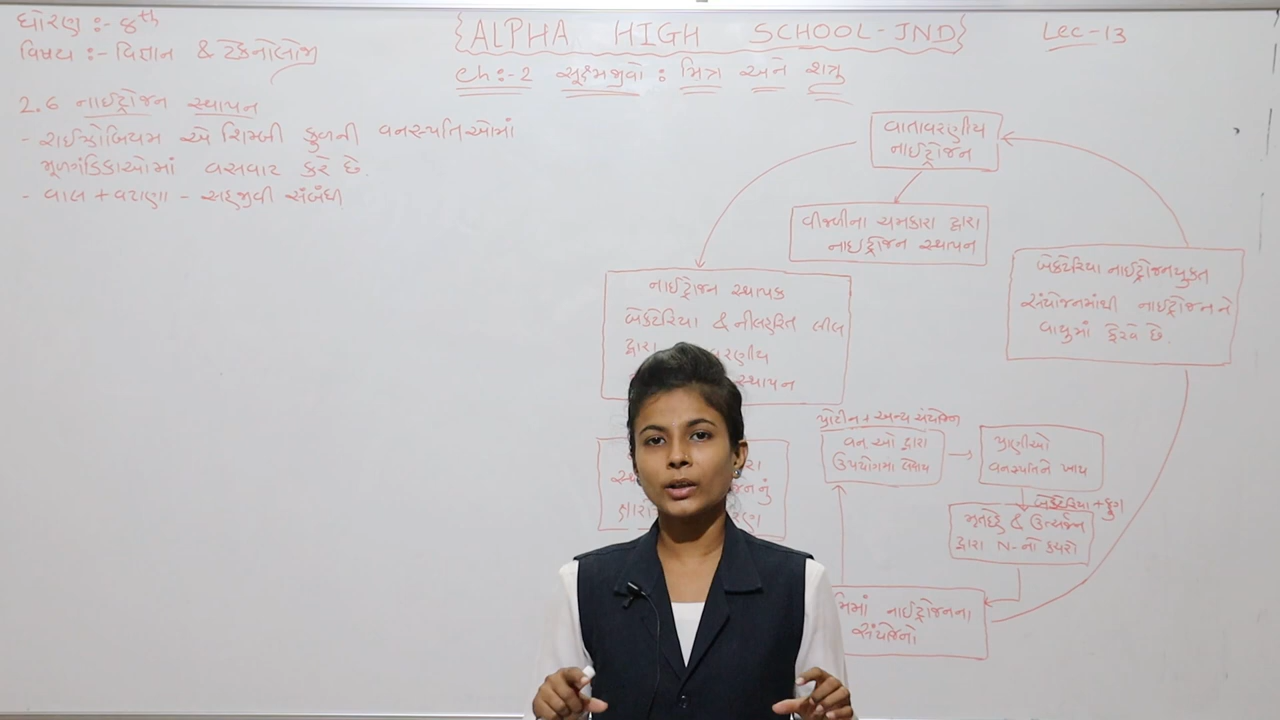 ધોરણ :- 8th
વિષય :- વિજ્ઞાન & ટેકનોલોજી
{ALPHA HIGH SCHOOL-JND}
Lec-13
Ch:-2 સૂક્ષ્મજીવો : મિત્ર અને શત્રુ
2.6 નાઈટ્રોજન સ્થાપન
- રાઈઝોબિયમ એ શિમ્બી કુળની વનસ્પતિઓમાં
મૂળગંડિકાઓમાં વસવાટ કરે છે.
- વાલ + વટાણા - સહજીવી સંબંધ
વાતાવરણીય
નાઈટ્રોજન
વીજળીના ચમકારા દ્વારા
નાઈટ્રોજન સ્થાપન
નાઈટ્રોજન સ્થાપક
બેક્ટેરિયા & નીલહરિત લીલ
દ્વારા
સ્થાપન
બેક્ટેરિયા નાઈટ્રોજનયુક્ત
સંયોજનમાંથી નાઈટ્રોજનને
વાયુમાં ફેરવે છે.
પ્રોટીન + અન્ય સંયોજન
વન.ઓ દ્વારા
ઉપયોગમાં લેવાય
પ્રાણીઓ
વનસ્પતિને ખાય
બેક્ટેરિયા + ફૂગ
મૃતદેહ & ઉત્સર્જન
દ્વારા N-નો કચરો
નાઈટ્રોજનના
સંયોજનો